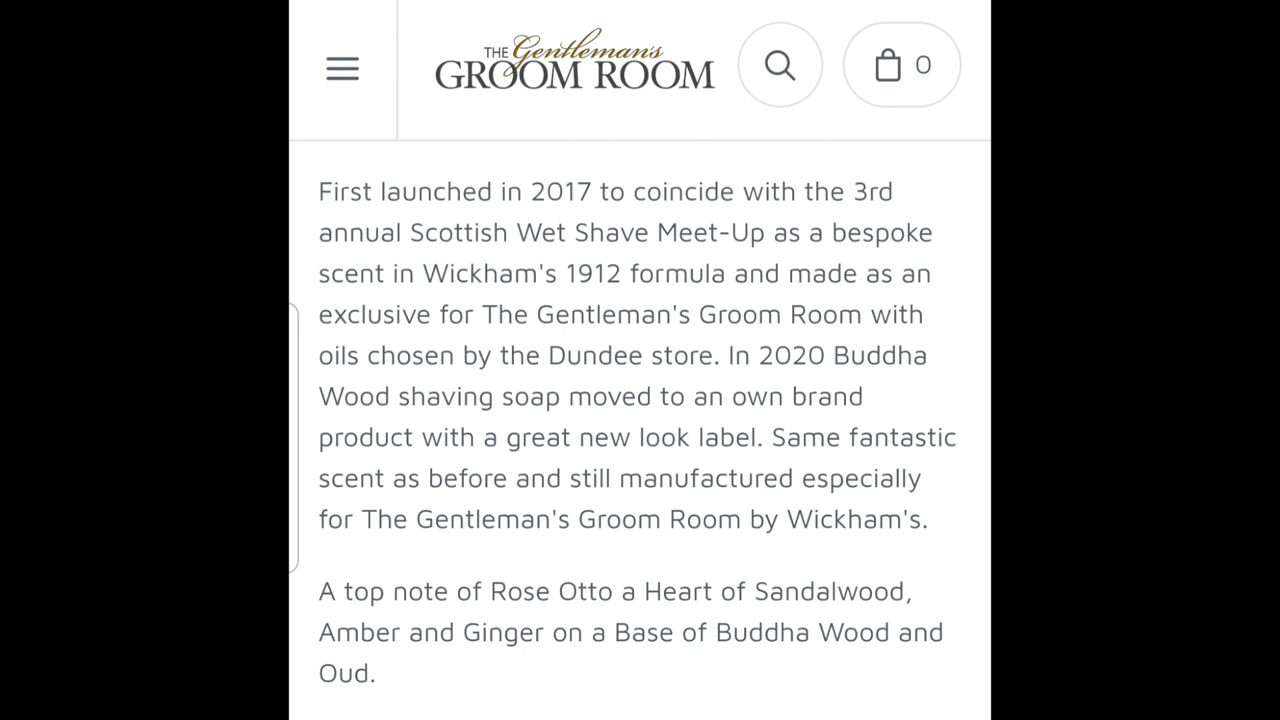 THE Gentleman's
GROOM ROOM
0
First launched in 2017 to coincide with the 3rd
annual Scottish Wet Shave Meet-Up as a bespoke
scent in Wickham's 1912 formula and made as an
exclusive for The Gentleman's Groom Room with
oils chosen by the Dundee store. In 2020 Buddha
Wood shaving soap moved to an own brand
product with a great new look label. Same fantastic
scent as before and still manufactured especially
for The Gentleman's Groom Room by Wickham's.
A top note of Rose Otto a Heart of Sandalwood,
Amber and Ginger on a Base of Buddha Wood and
Oud.